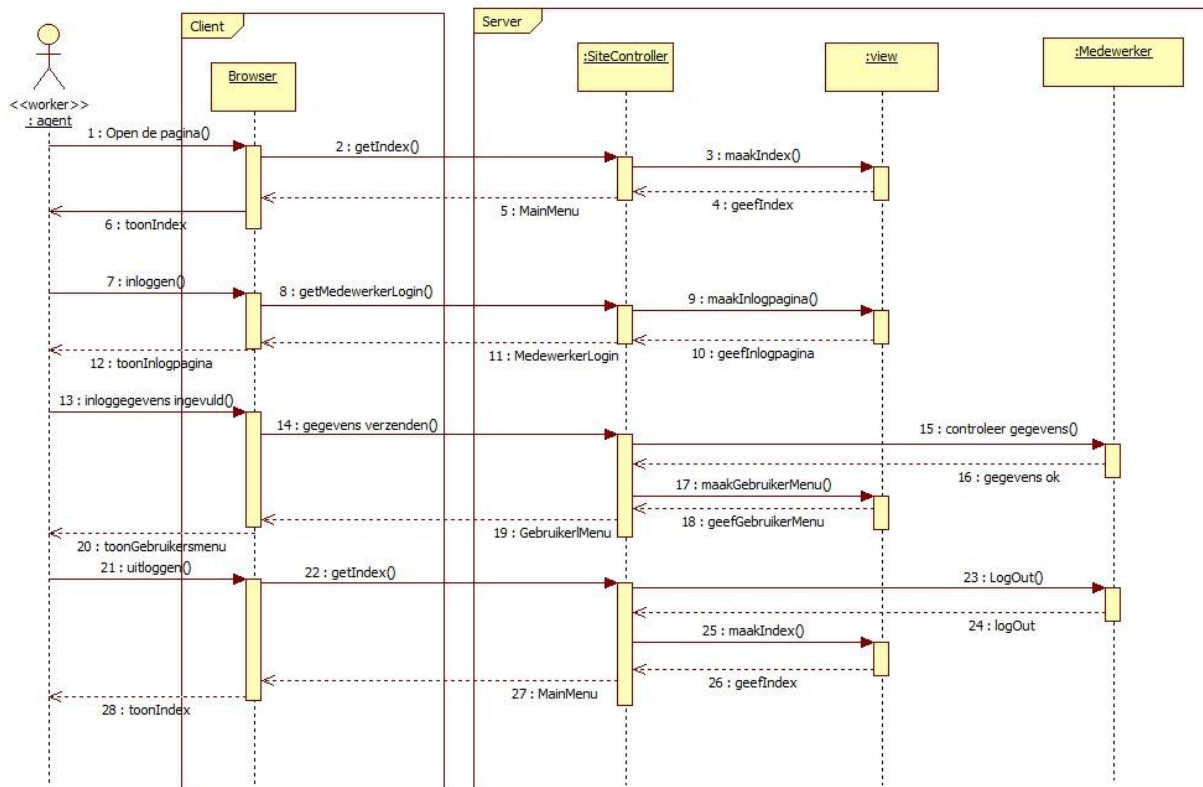 Client
Server
Browser
:SiteController
:view
:Medewerker
<<worker>>
: agent
1 : Open de pagina()
2 : getIndex()
3 : maakIndex()
4 : geefIndex
5 : MainMenu
6 : toonIndex
7 : inloggen()
8 : getMedewerkerLogin()
9 : maakInlogpagina()
10 : geefInlogpagina
11 : MedewerkerLogin
12 : toonInlogpagina
13 : inloggegevens ingevuld()
14 : gegevens verzenden()
15 : controleer gegevens()
16 : gegevens ok
17 : maakGebruikerMenu()
18 : geefGebruikerMenu
19 : GebruikerlMenu
20 : toonGebruikersmenu
21 : uitloggen()
22 : getIndex()
23 : LogOut()
24 : logOut
25 : maakIndex()
26 : geefIndex
27 : MainMenu
28 : toonIndex